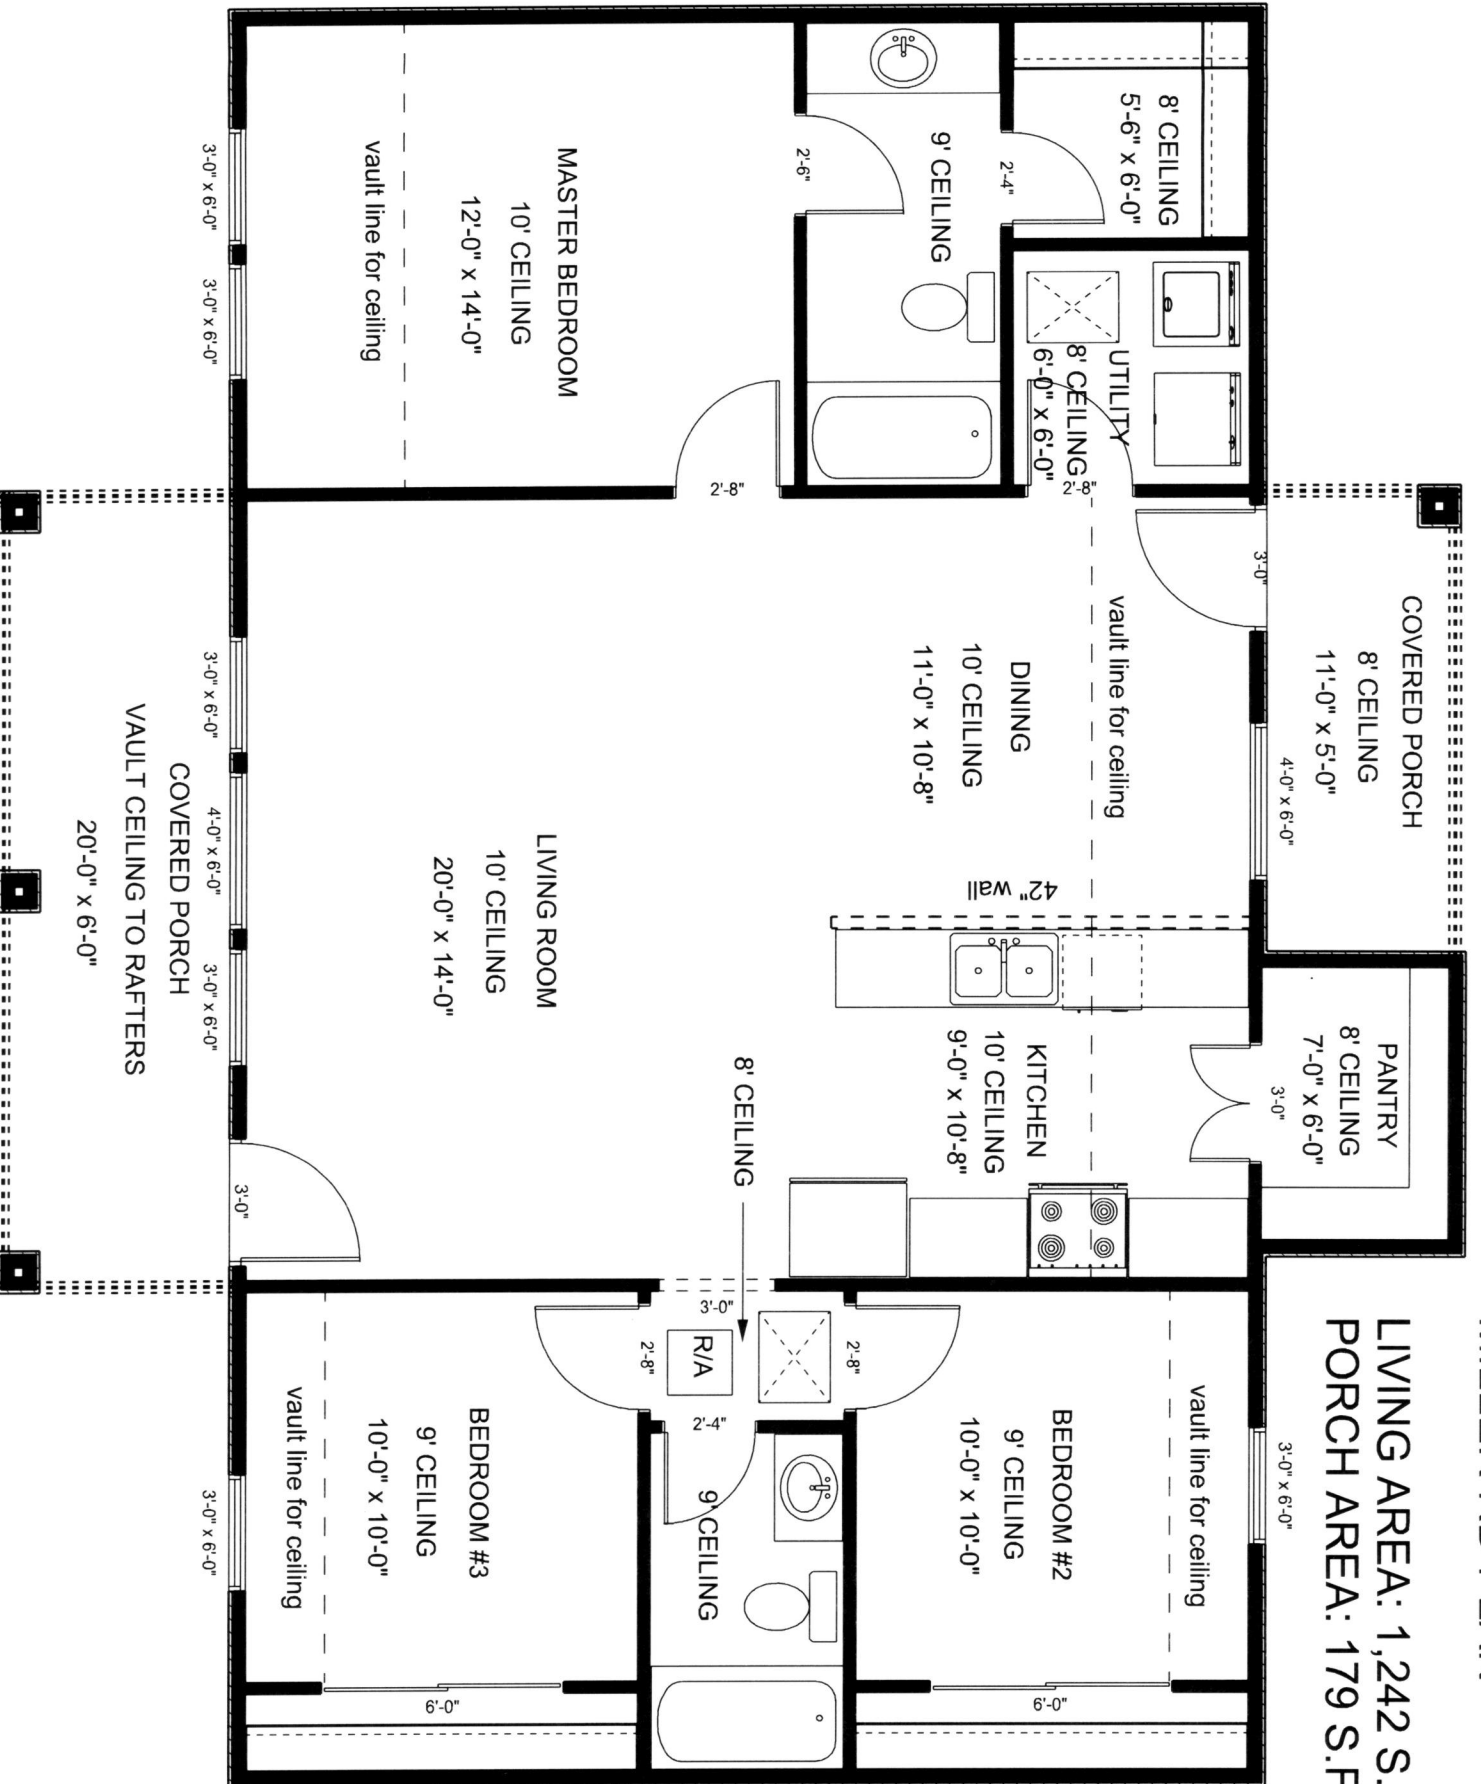 LIVING AREA: 1,242 S.
PORCH AREA: 179 S.F
COVERED PORCH
8' CEILING
11'-0" x 5'-0"
PANTRY
8' CEILING
7'-0" x 6'-0"
3'-0"
3'-0"
4'-0" x 6'-0"
3'-0" x 6'-0"
8' CEILING
5'-6" x 6'-0"
2'-4"
UTILITY
8' CEILING
6'-0" x 6'-0"
2'-8"
vault line for ceiling
vault line for ceiling
9' CEILING
2'-6"
DINING
10' CEILING
11'-0" x 10'-8"
42" wall
KITCHEN
10' CEILING
9'-0" x 10'-8"
BEDROOM #2
9' CEILING
10'-0" x 10'-0"
6'-0"
2'-8"
8' CEILING
3'-0"
R/A
2'-4"
9' CEILING
2'-8"
2'-8"
MASTER BEDROOM
10' CEILING
12'-0" x 14'-0"
vault line for ceiling
LIVING ROOM
10' CEILING
20'-0" x 14'-0"
BEDROOM #3
9' CEILING
10'-0" x 10'-0"
6'-0"
vault line for ceiling
3'-0"
3'-0" x 6'-0"
3'-0" x 6'-0"
3'-0" x 6'-0"
4'-0" x 6'-0"
3'-0" x 6'-0"
3'-0" x 6'-0"
COVERED PORCH
VAULT CEILING TO RAFTERS
20'-0" x 6'-0"